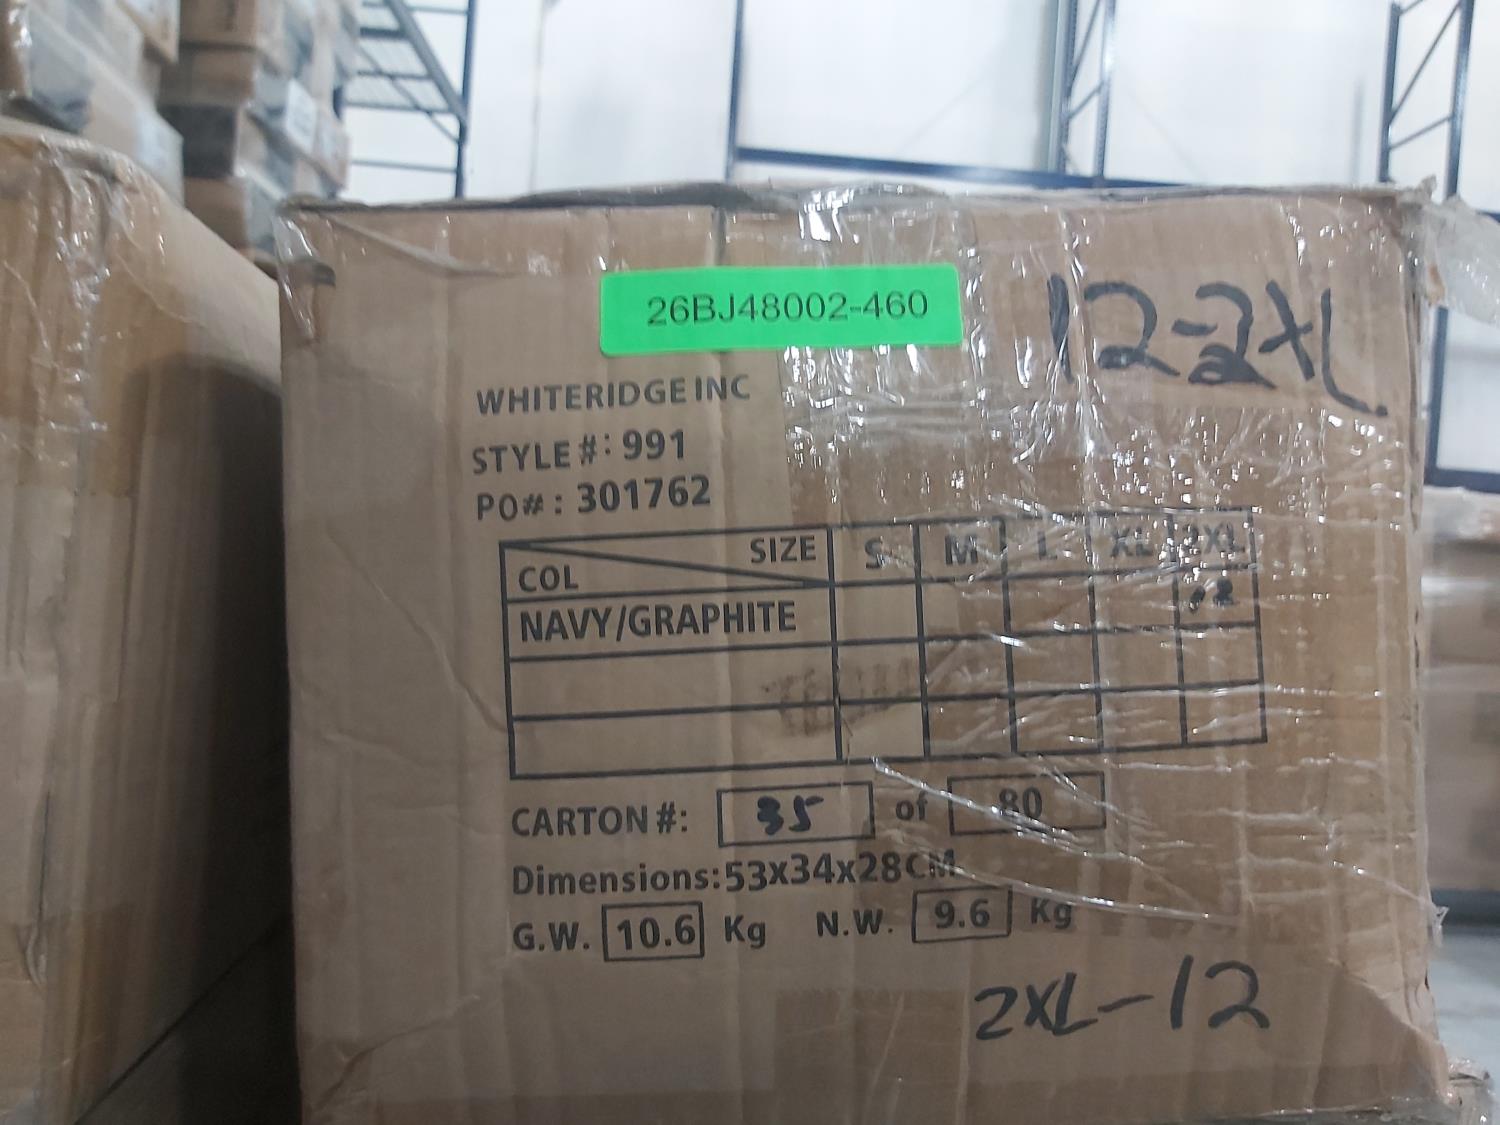 26BJ48002-460
12-2XL
WHITERIDGE INC
STYLE #: 991
PO#: 301762
SIZE S M L XL 2XL
COL
NAVY/GRAPHITE 12
CARTON #: 35 of 80
Dimensions:53x34x28CM
G.W. 10.6 Kg N.W. 9.6 Kg
2XL-12